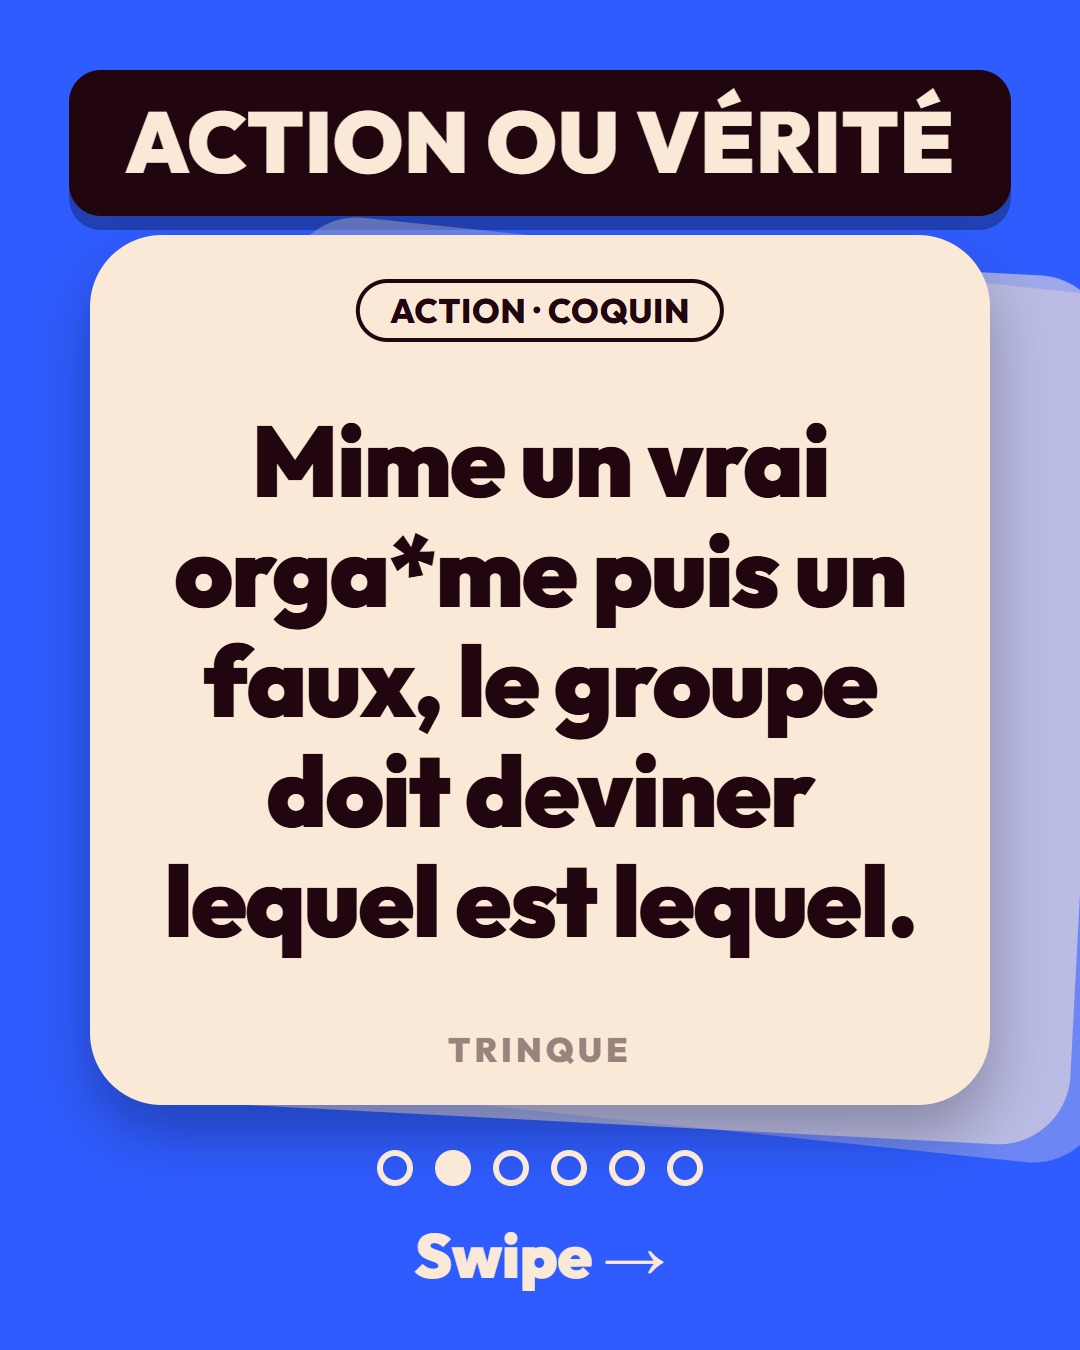 ACTION OU VÉRITÉ
ACTION · COQUIN
Mime un vrai
orga*me puis un
faux, le groupe
doit deviner
lequel est lequel.
TRINQUE
Swipe →